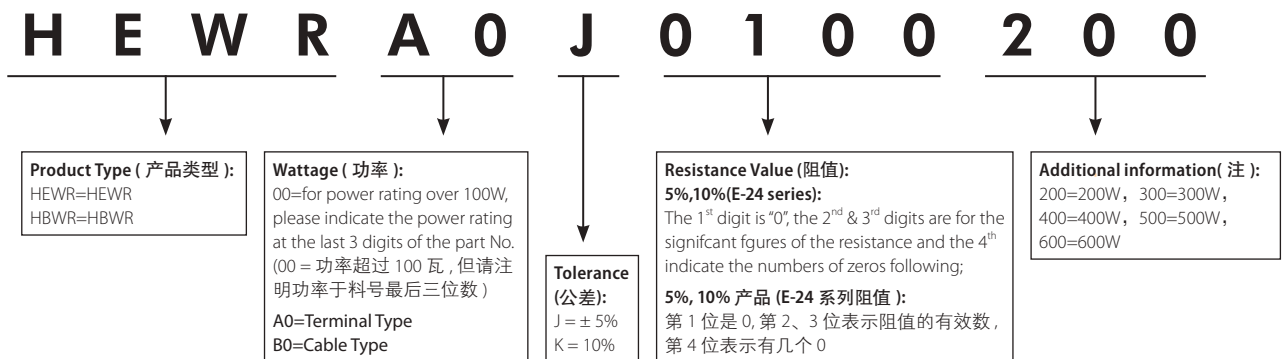 H E W R A 0 J 0 1 0 0 2 0 0
Product Type ( 产品类型 ):
HEWR=HEWR
HBWR=HBWR
Wattage ( 功率 ):
00=for power rating over 100W,
please indicate the power rating
at the last 3 digits of the part No.
(00 = 功率超过 100 瓦 , 但请注
明功率于料号最后三位数 )
A0=Terminal Type
B0=Cable Type
Tolerance
(公差):
J = ± 5%
K = 10%
Resistance Value (阻值):
5%,10%(E-24 series):
The 1st digit is "0", the 2nd & 3rd digits are for the
signifcant fgures of the resistance and the 4th
indicate the numbers of zeros following;
5%, 10% 产品 (E-24 系列阻值 ):
第 1 位是 0, 第 2、3 位表示阻值的有效数 ,
第 4 位表示有几个 0
Additional information( 注 ):
200=200W，300=300W，
400=400W，500=500W，
600=600W